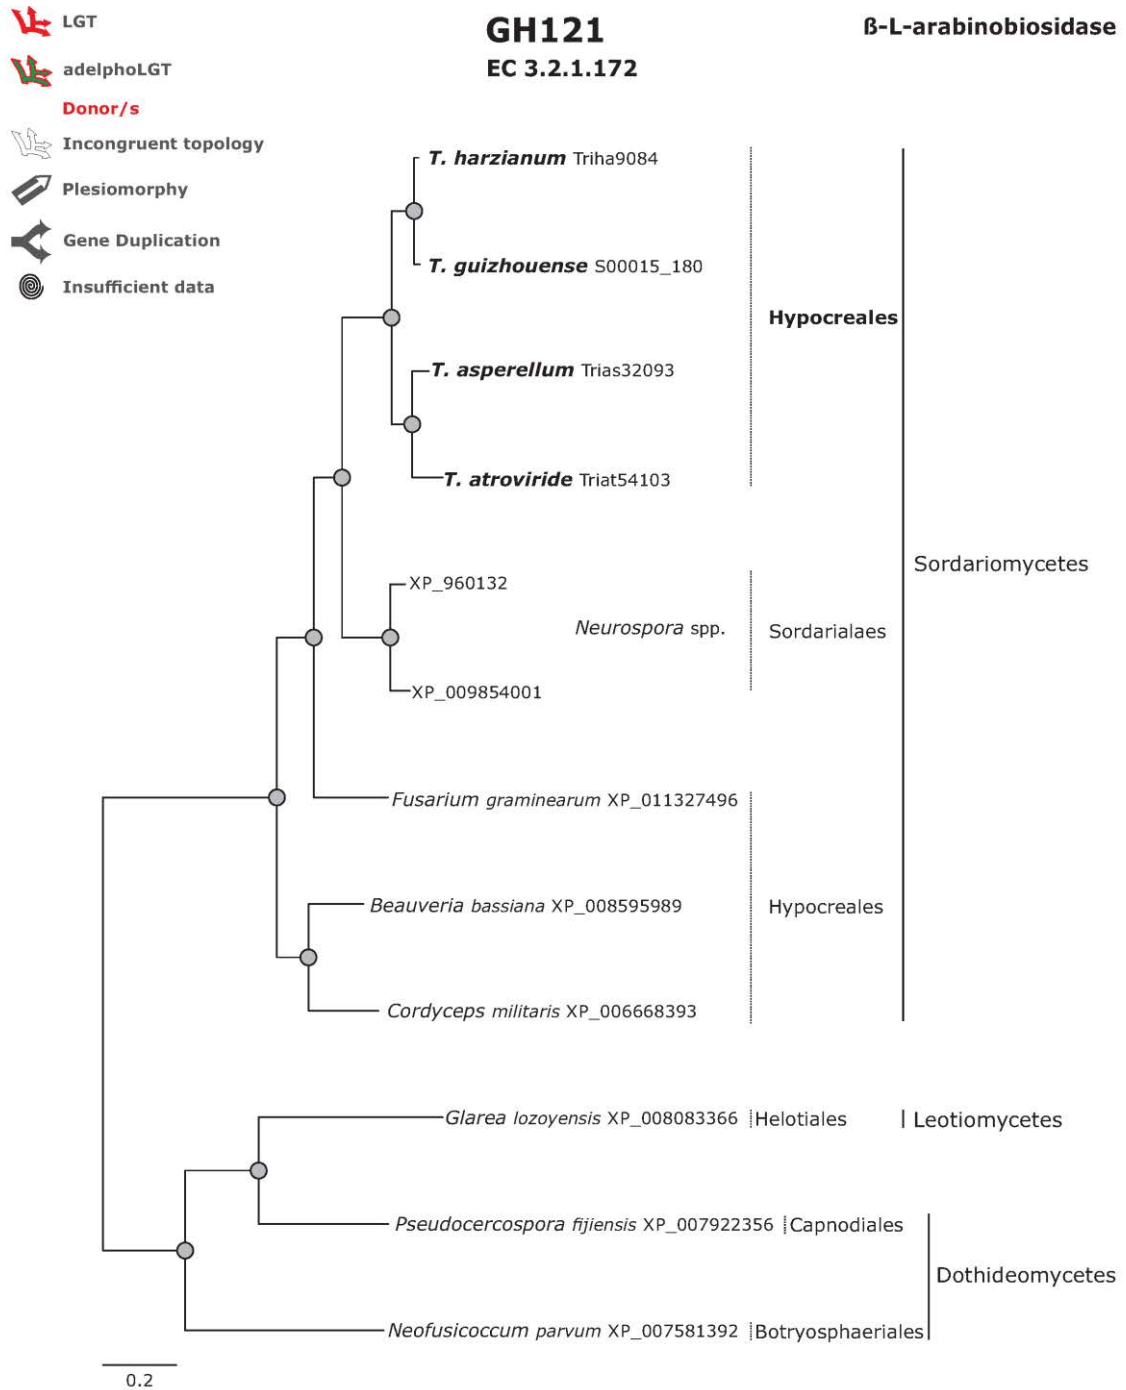 LGT
adelphoLGT
Donor/s
Incongruent topology
Plesiomorphy
Gene Duplication
Insufficient data
GH121
EC 3.2.1.172
ß-L-arabinobiosidase
T. harzianum Triha9084
T. guizhouense S00015_180
Hypocreales
T. asperellum Trias32093
T. atroviride Triat54103
Sordariomycetes
XP_960132
Neurospora spp.
Sordarialaes
XP_009854001
Fusarium graminearum XP_011327496
Beauveria bassiana XP_008595989
Hypocreales
Cordyceps militaris XP_006668393
Glarea lozoyensis XP_008083366 Helotiales Leotiomycetes
Pseudocercospora fijiensis XP_007922356 Capnodiales
Dothideomycetes
Neofusicoccum parvum XP_007581392 Botryosphaeriales
0.2